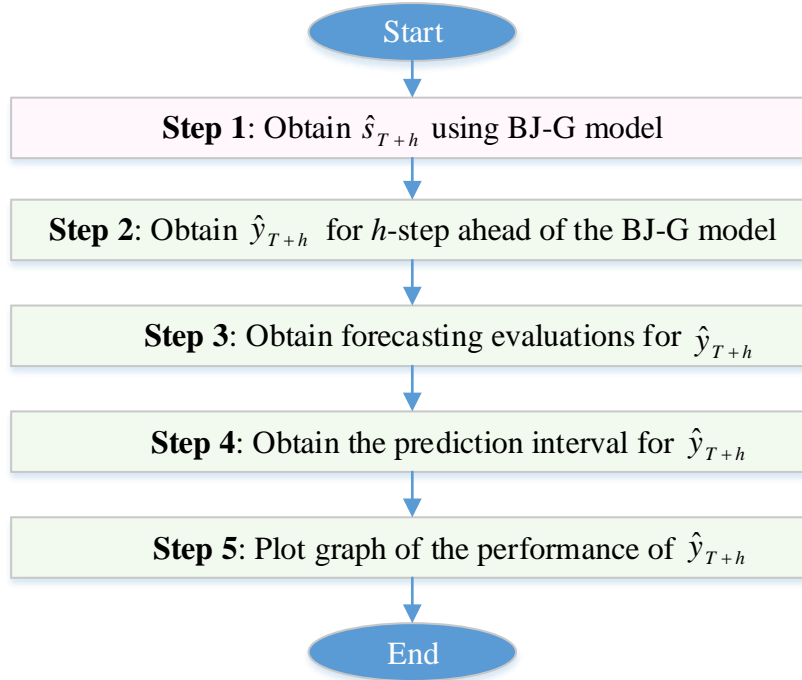 Start
Step 1: Obtain ŝ_{T+h} using BJ-G model
Step 2: Obtain ŷ_{T+h} for h-step ahead of the BJ-G model
Step 3: Obtain forecasting evaluations for ŷ_{T+h}
Step 4: Obtain the prediction interval for ŷ_{T+h}
Step 5: Plot graph of the performance of ŷ_{T+h}
End